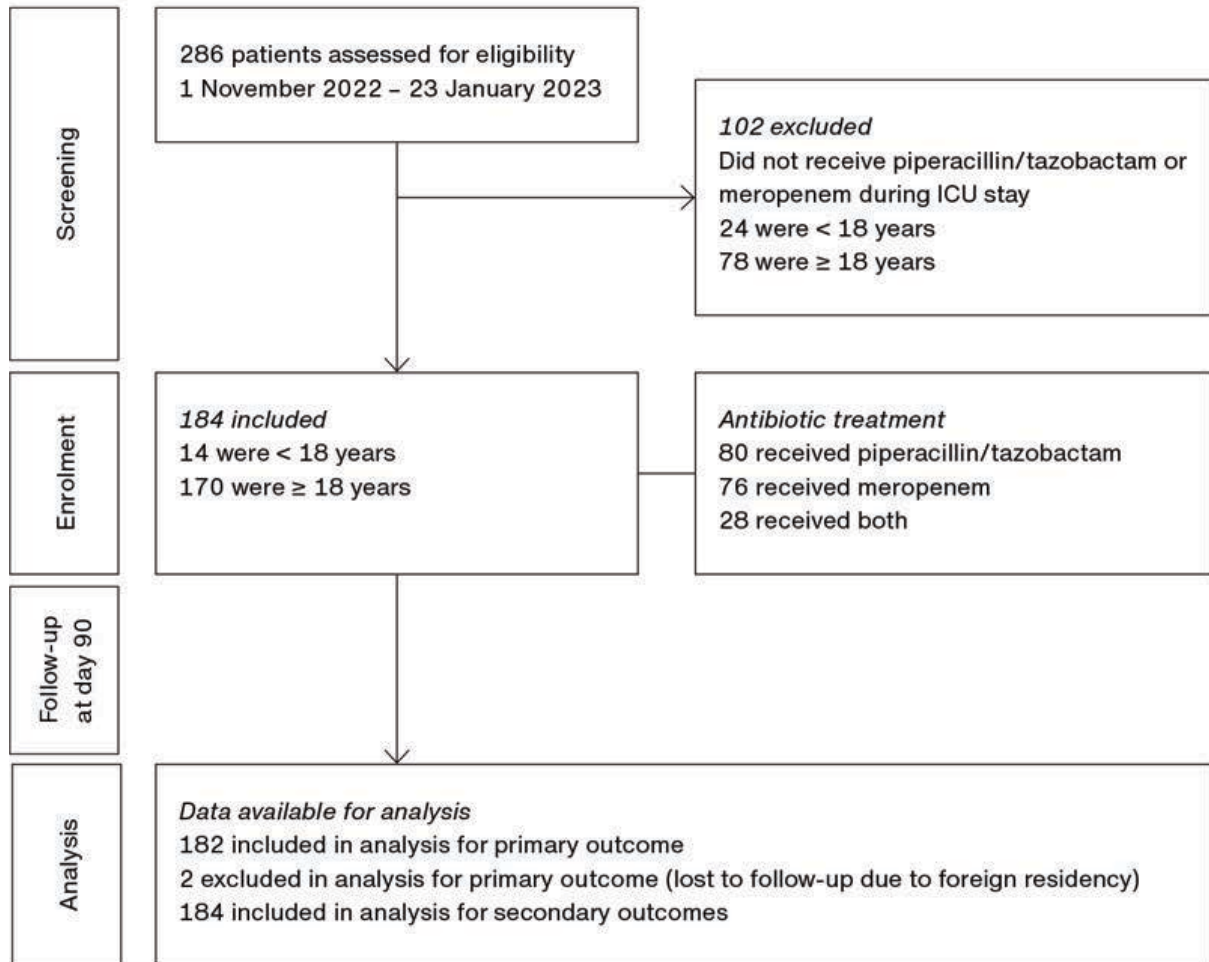 Screening
286 patients assessed for eligibility
1 November 2022 – 23 January 2023
102 excluded
Did not receive piperacillin/tazobactam or
meropenem during ICU stay
24 were < 18 years
78 were ≥ 18 years
Enrolment
184 included
14 were < 18 years
170 were ≥ 18 years
Antibiotic treatment
80 received piperacillin/tazobactam
76 received meropenem
28 received both
Follow-up
at day 90
Analysis
Data available for analysis
182 included in analysis for primary outcome
2 excluded in analysis for primary outcome (lost to follow-up due to foreign residency)
184 included in analysis for secondary outcomes